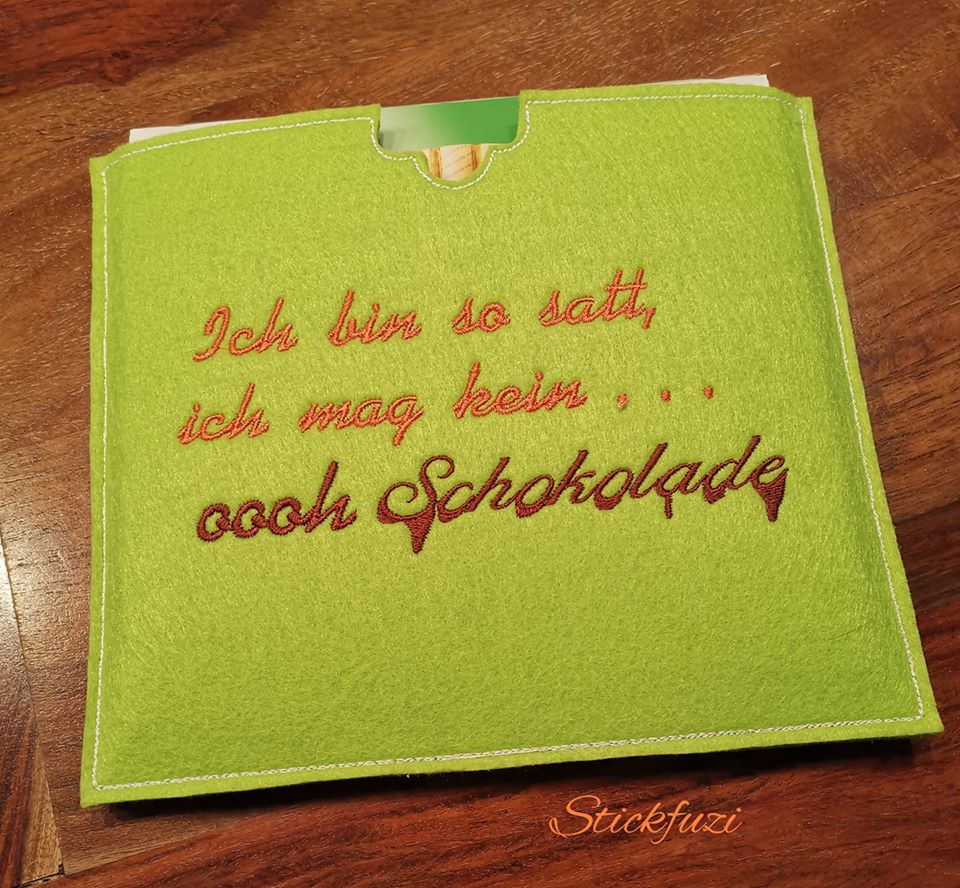 Ich bin so satt,
ich mag kein . . .
oooh Schokolade
Stickfuzi